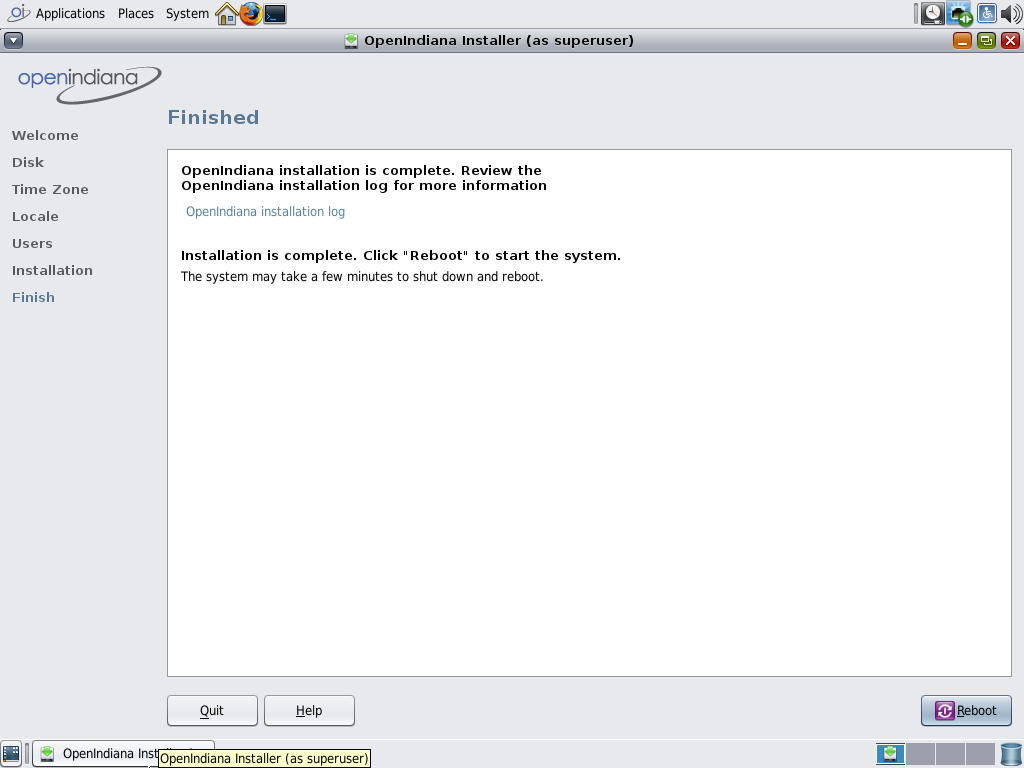 Applications Places System
OpenIndiana Installer (as superuser)
openindiana
Finished
Welcome
Disk
Time Zone
Locale
Users
Installation
Finish
OpenIndiana installation is complete. Review the
OpenIndiana installation log for more information
OpenIndiana installation log
Installation is complete. Click "Reboot" to start the system.
The system may take a few minutes to shut down and reboot.
Quit Help Reboot
OpenIndiana Inst
OpenIndiana Installer (as superuser)